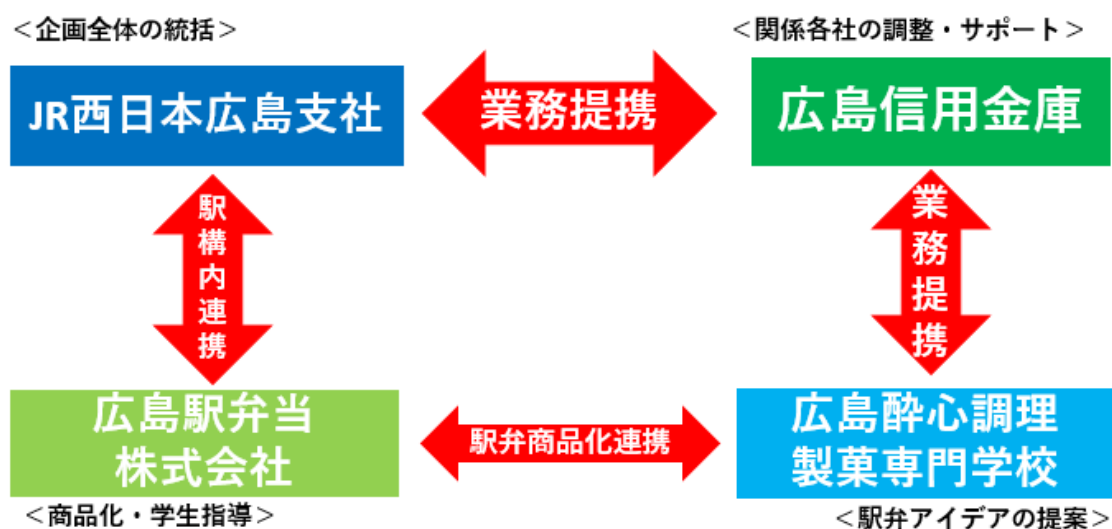 ＜企画全体の統括＞
＜関係各社の調整・サポート＞
JR西日本広島支社
業務提携
広島信用金庫
駅構内連携
業務提携
広島駅弁当
株式会社
駅弁商品化連携
広島酔心調理
製菓専門学校
＜商品化・学生指導＞
＜駅弁アイデアの提案＞